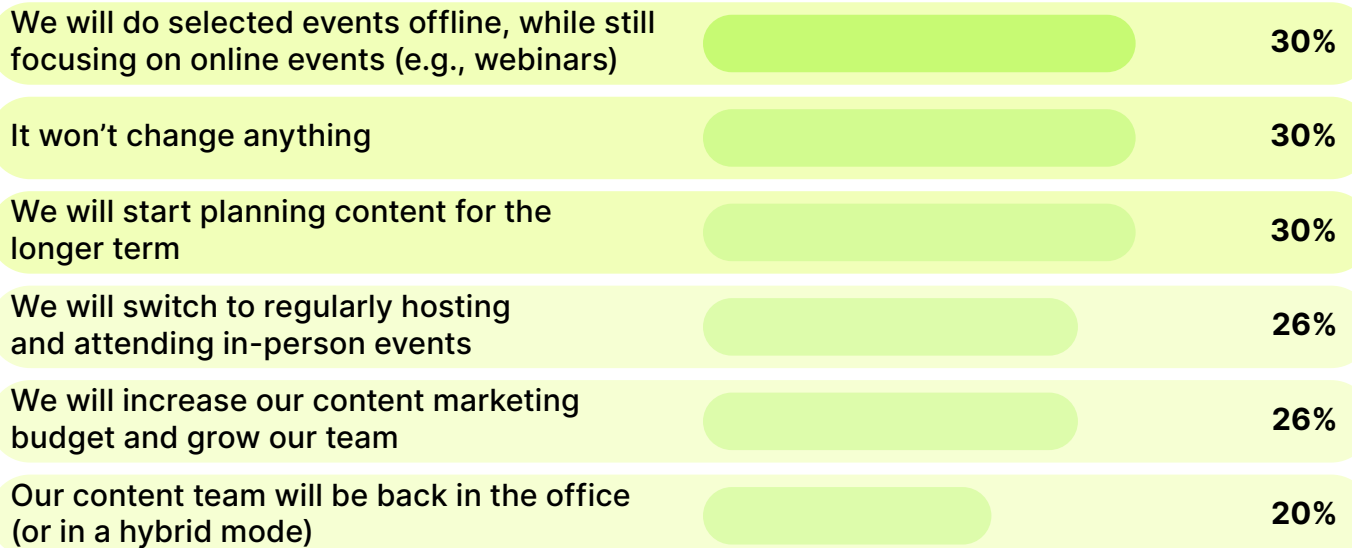 We will do selected events offline, while still
focusing on online events (e.g., webinars)
30%
It won’t change anything
30%
We will start planning content for the
longer term
30%
We will switch to regularly hosting
and attending in-person events
26%
We will increase our content marketing
budget and grow our team
26%
Our content team will be back in the office
(or in a hybrid mode)
20%